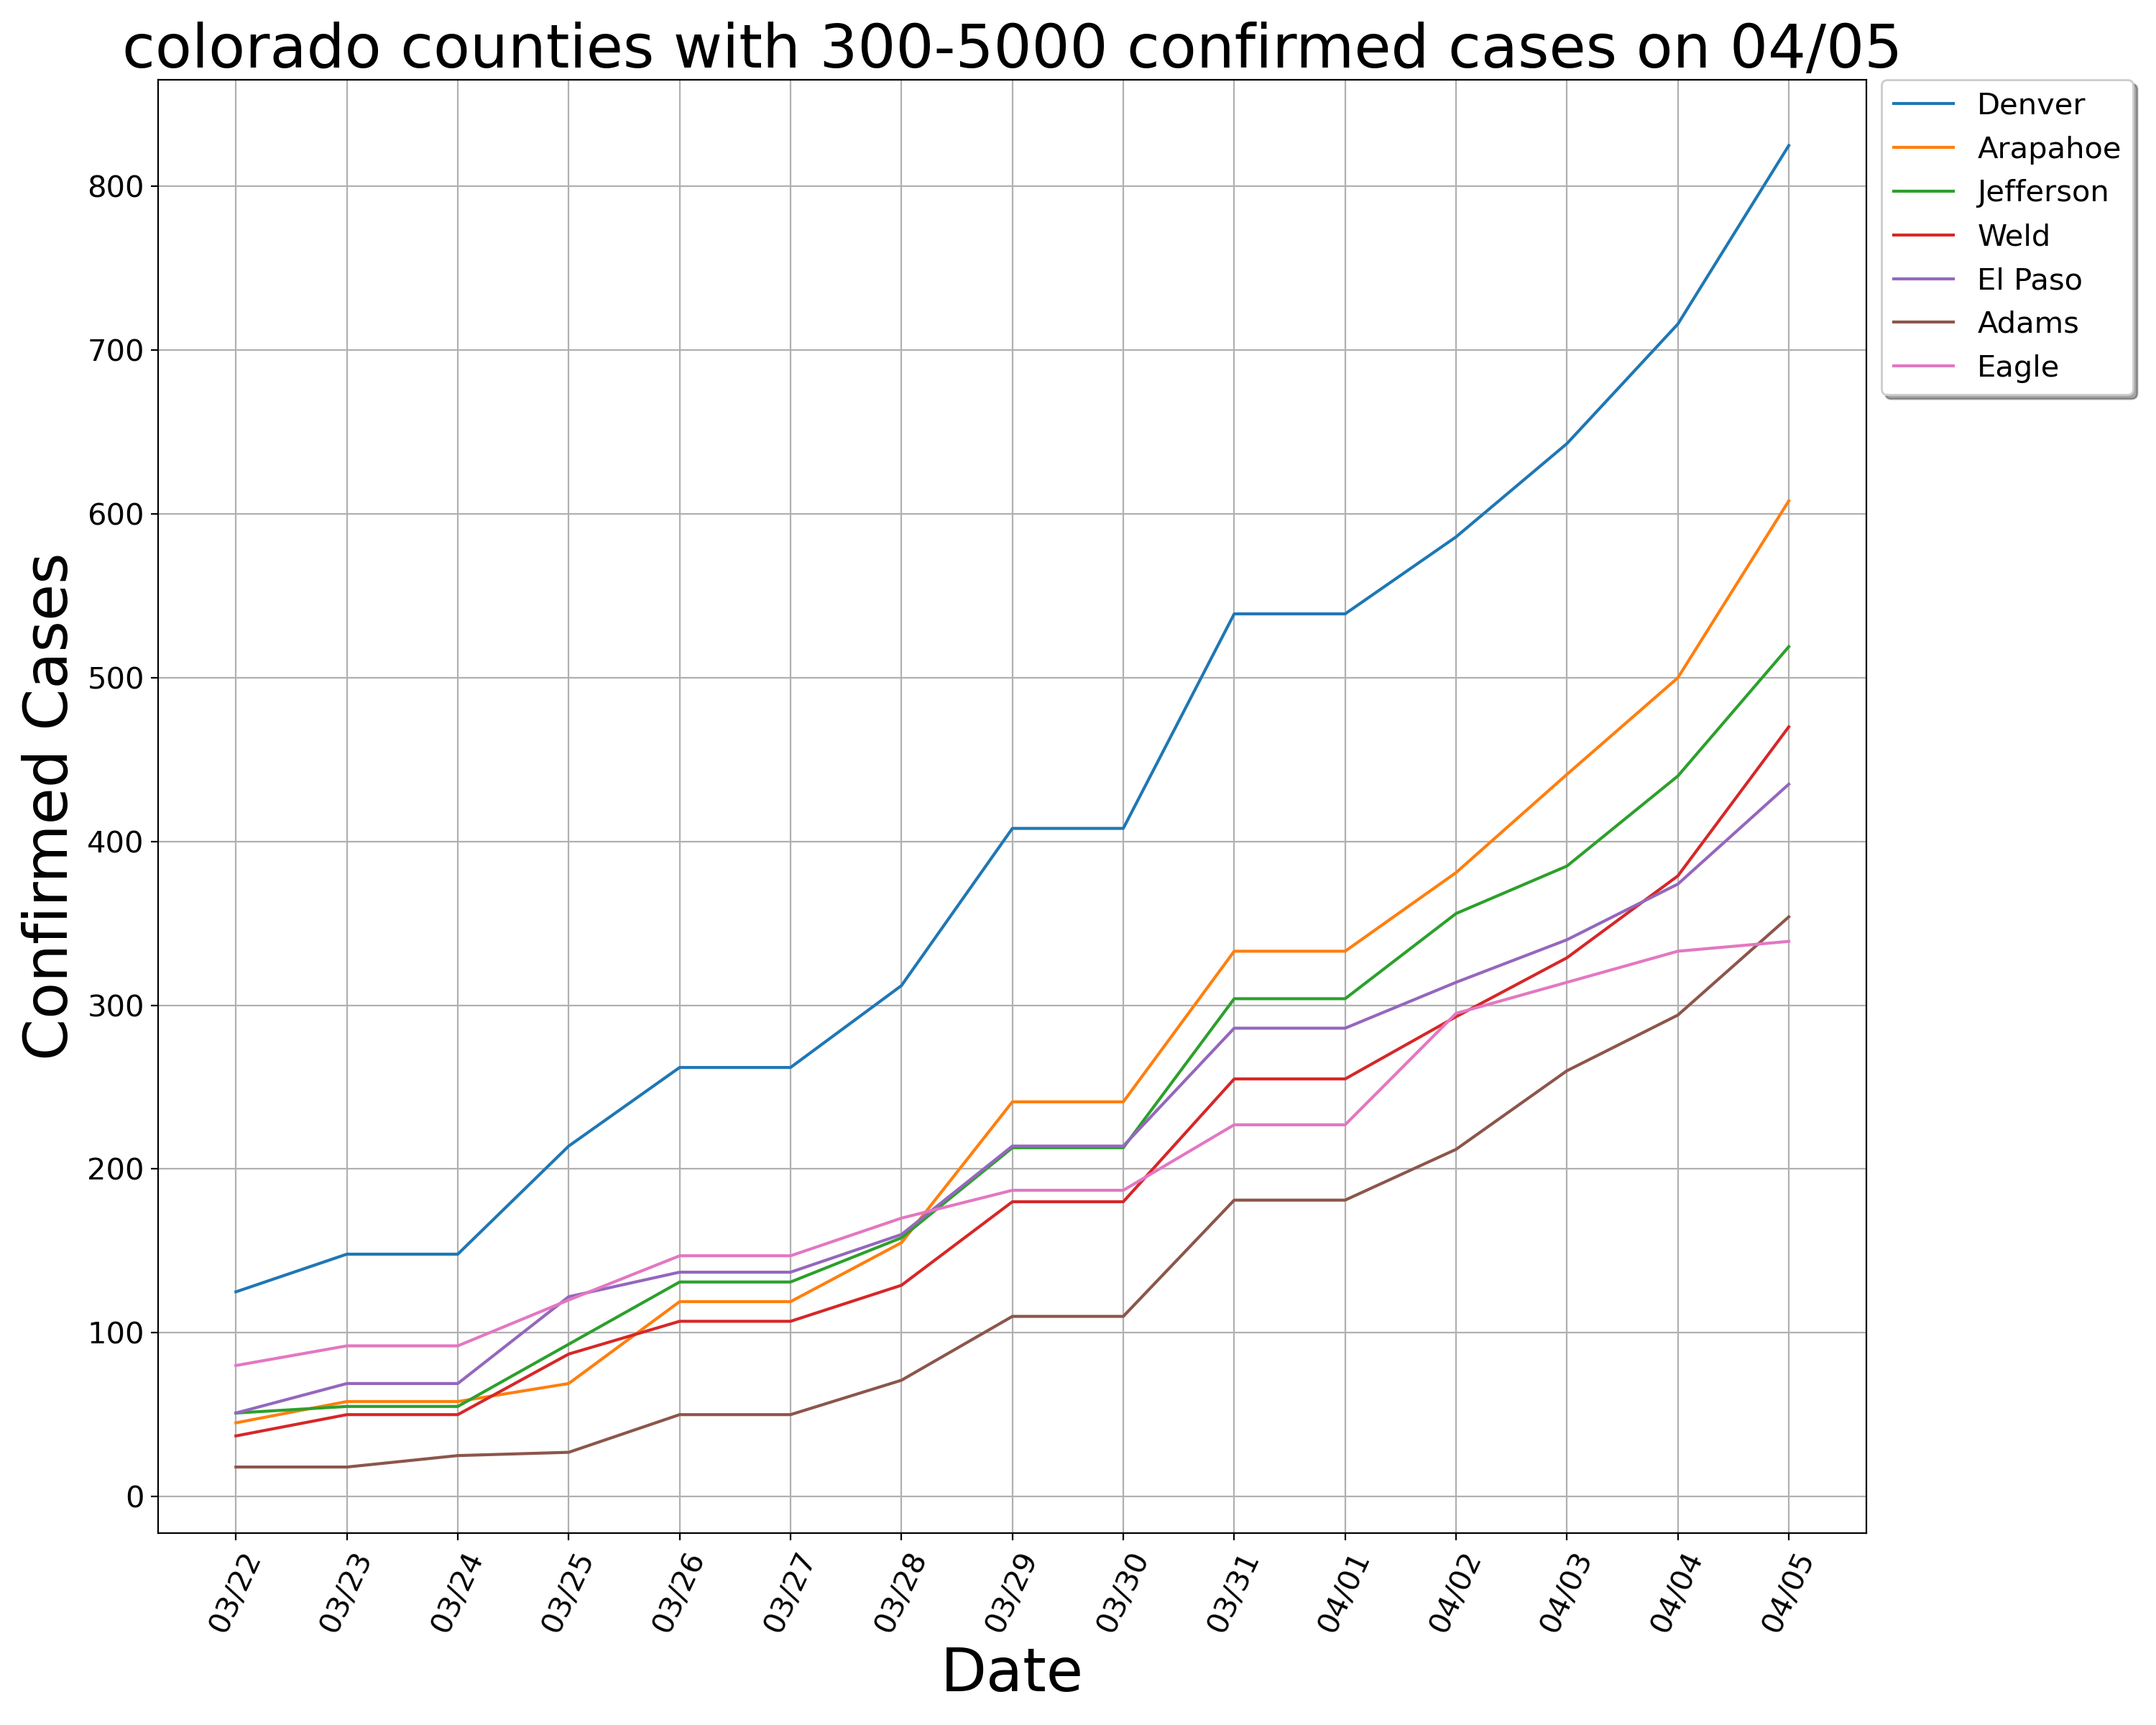 colorado counties with 300-5000 confirmed cases on 04/05
Denver
Arapahoe
Jefferson
Weld
El Paso
Adams
Eagle
Confirmed Cases
800
700
600
500
400
300
200
100
0
03/22
03/23
03/24
03/25
03/26
03/27
03/28
03/29
03/30
03/31
04/01
04/02
04/03
04/04
04/05
Date